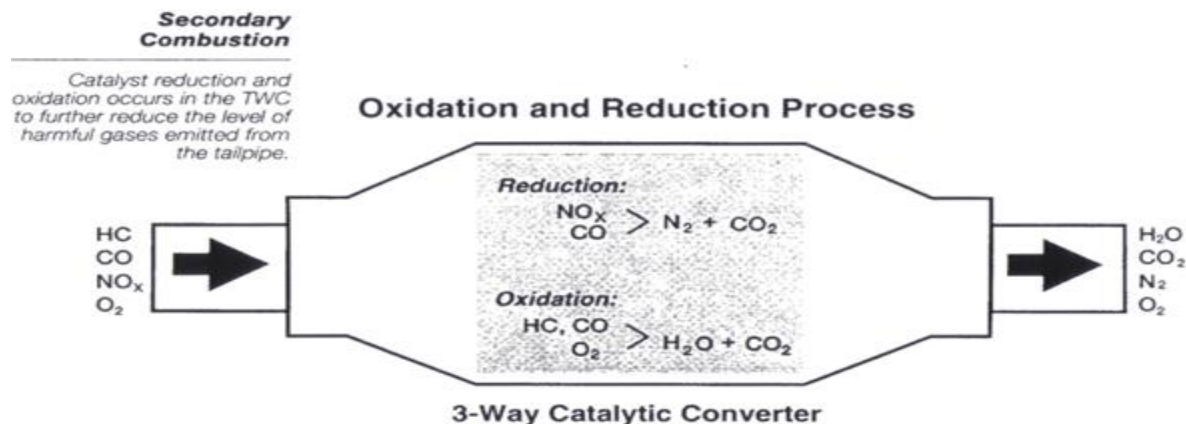 Secondary
Combustion
Catalyst reduction and
oxidation occurs in the TWC
to further reduce the level of
harmful gases emitted from
the tailpipe.
Oxidation and Reduction Process
Reduction:
NOx
CO > N₂ + CO₂
Oxidation:
HC, CO
O₂ > H₂O + CO₂
HC
CO
NOx
O₂
H₂O
CO₂
N₂
O₂
3-Way Catalytic Converter